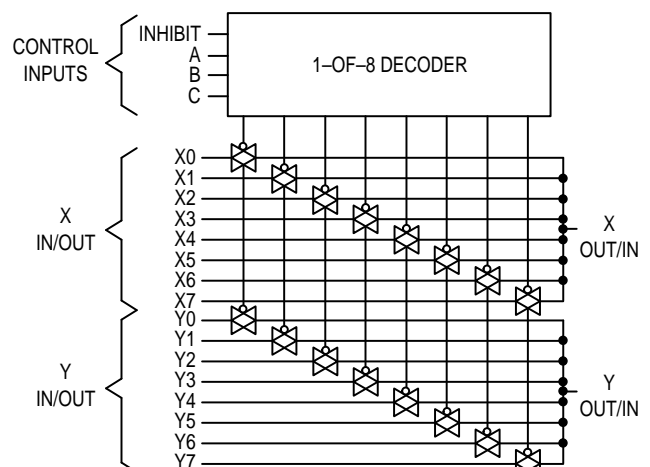 CONTROL
INPUTS
INHIBIT
A
B
C
1–OF–8 DECODER
X
IN/OUT
X0
X1
X2
X3
X4
X5
X6
X7
X
OUT/IN
Y
IN/OUT
Y0
Y1
Y2
Y3
Y4
Y5
Y6
Y7
Y
OUT/IN